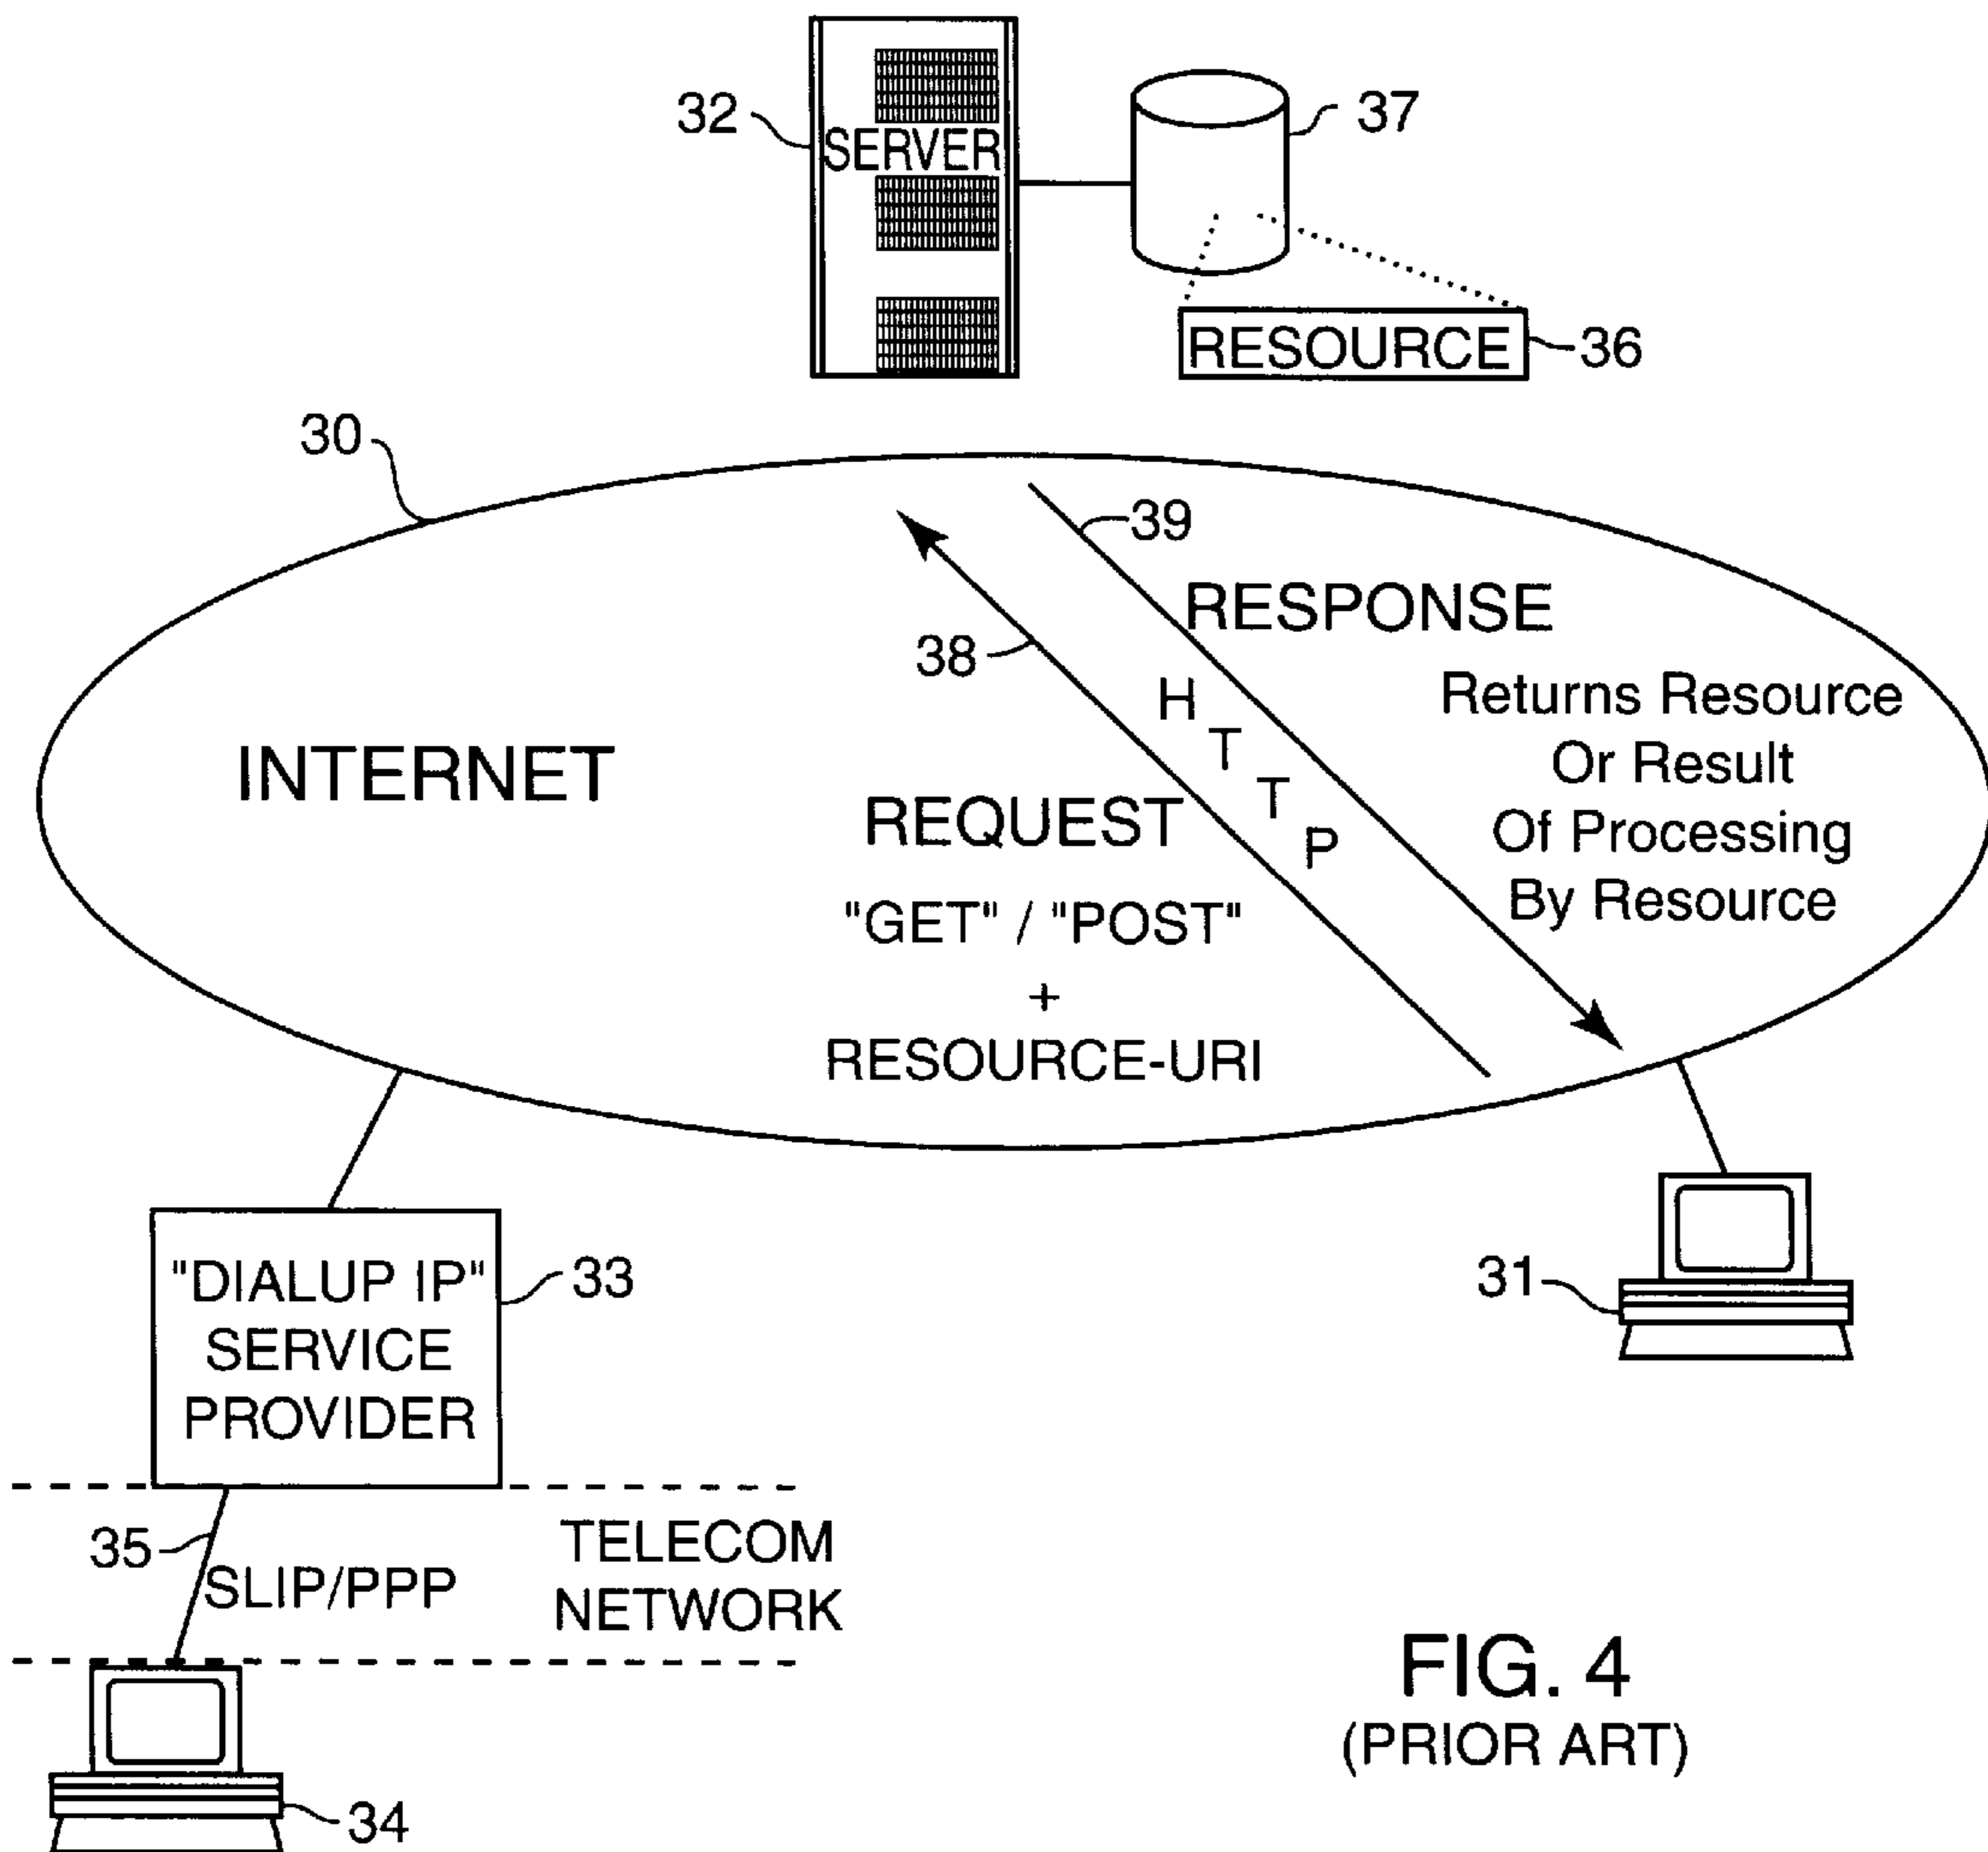 32
SERVER
37
RESOURCE
36
30
39
RESPONSE
38
HTTP
Returns Resource
Or Result
Of Processing
By Resource
INTERNET
REQUEST
"GET" / "POST"
+
RESOURCE-URI
"DIALUP IP"
SERVICE
PROVIDER
33
31
35
SLIP/PPP
TELECOM
NETWORK
34
FIG. 4
(PRIOR ART)